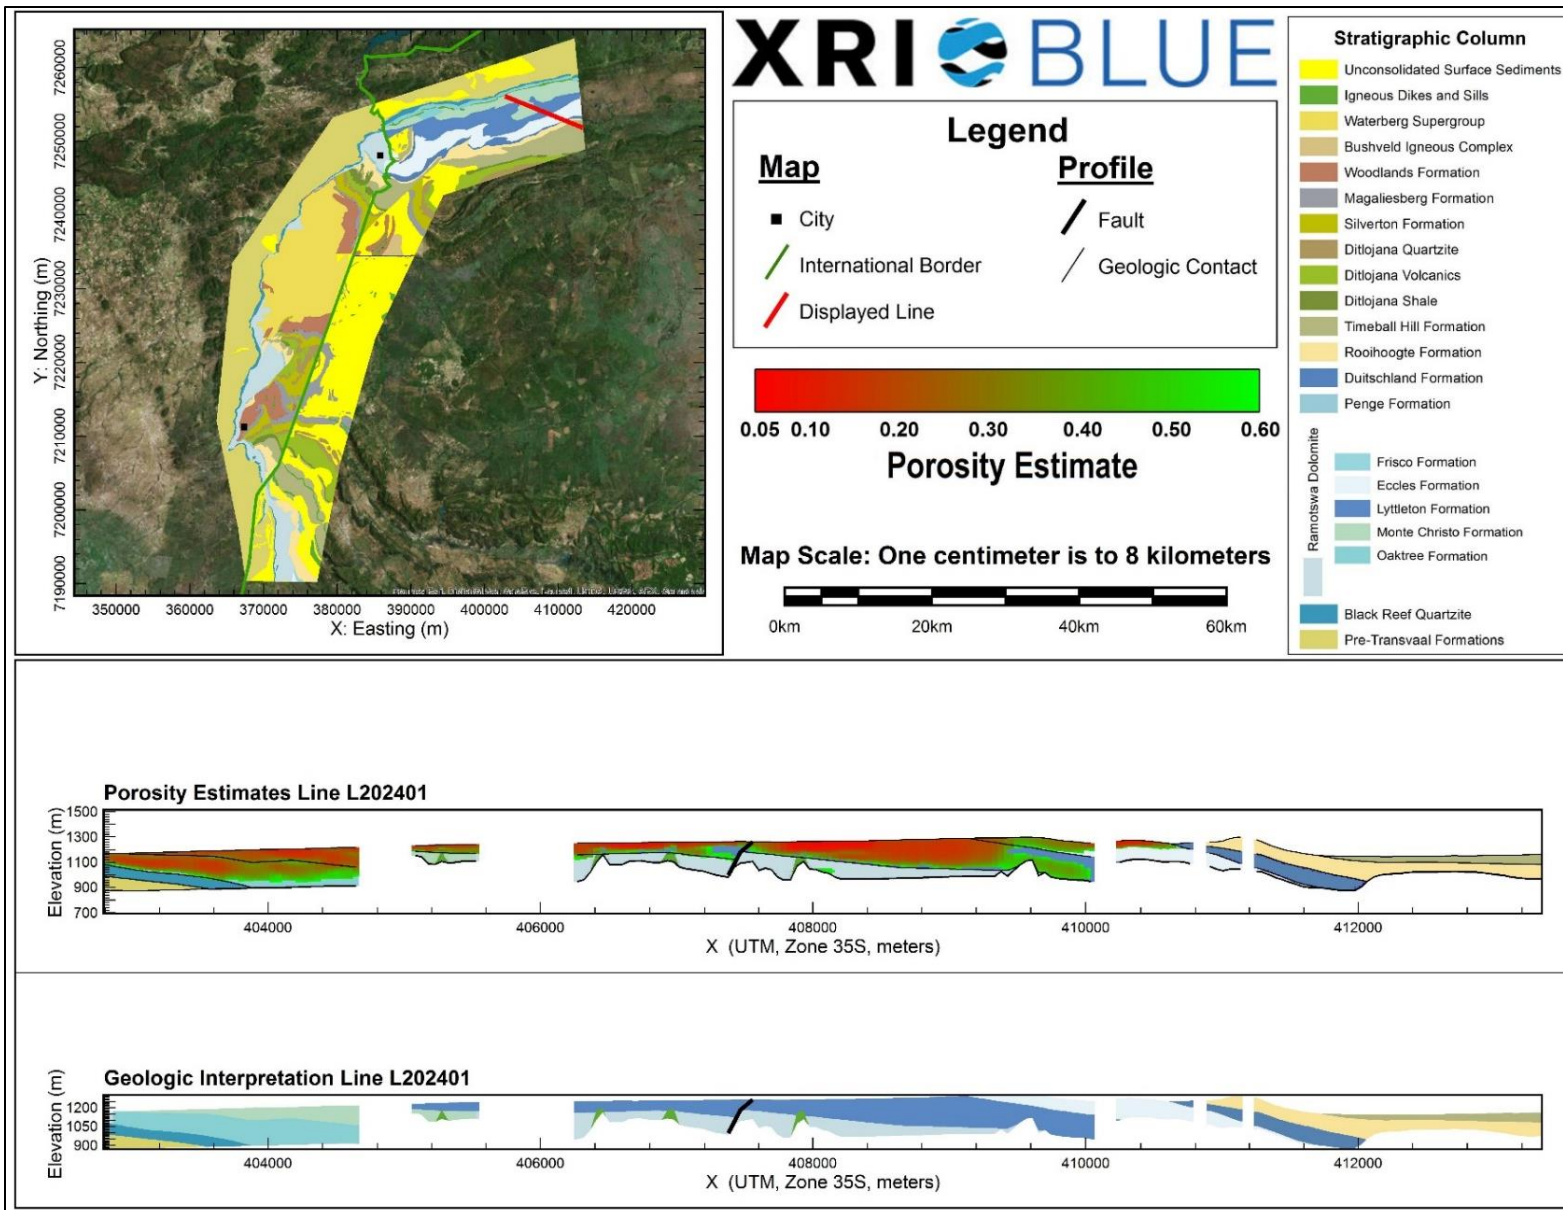 7260000
7250000
7240000
7230000
7220000
7210000
7200000
7190000
Y: Northing (m)
350000 360000 370000 380000 390000 400000 410000 420000
X: Easting (m)
XRI BLUE
Legend
Map
City
International Border
Displayed Line
Profile
Fault
Geologic Contact
0.05 0.10 0.20 0.30 0.40 0.50 0.60
Porosity Estimate
Map Scale: One centimeter is to 8 kilometers
0km 20km 40km 60km
Stratigraphic Column
Unconsolidated Surface Sediments
Igneous Dikes and Sills
Waterberg Supergroup
Bushveld Igneous Complex
Woodlands Formation
Magaliesberg Formation
Silverton Formation
Ditlojana Quartzite
Ditlojana Volcanics
Ditlojana Shale
Timeball Hill Formation
Rooihoogte Formation
Duitschland Formation
Penge Formation
Ramotswa Dolomite
Frisco Formation
Eccles Formation
Lyttleton Formation
Monte Christo Formation
Oaktree Formation
Black Reef Quartzite
Pre-Transvaal Formations
Porosity Estimates Line L202401
Elevation (m)
1500
1300
1100
900
700
404000 406000 408000 410000 412000
X (UTM, Zone 35S, meters)
Geologic Interpretation Line L202401
Elevation (m)
1200
1050
900
404000 406000 408000 410000 412000
X (UTM, Zone 35S, meters)